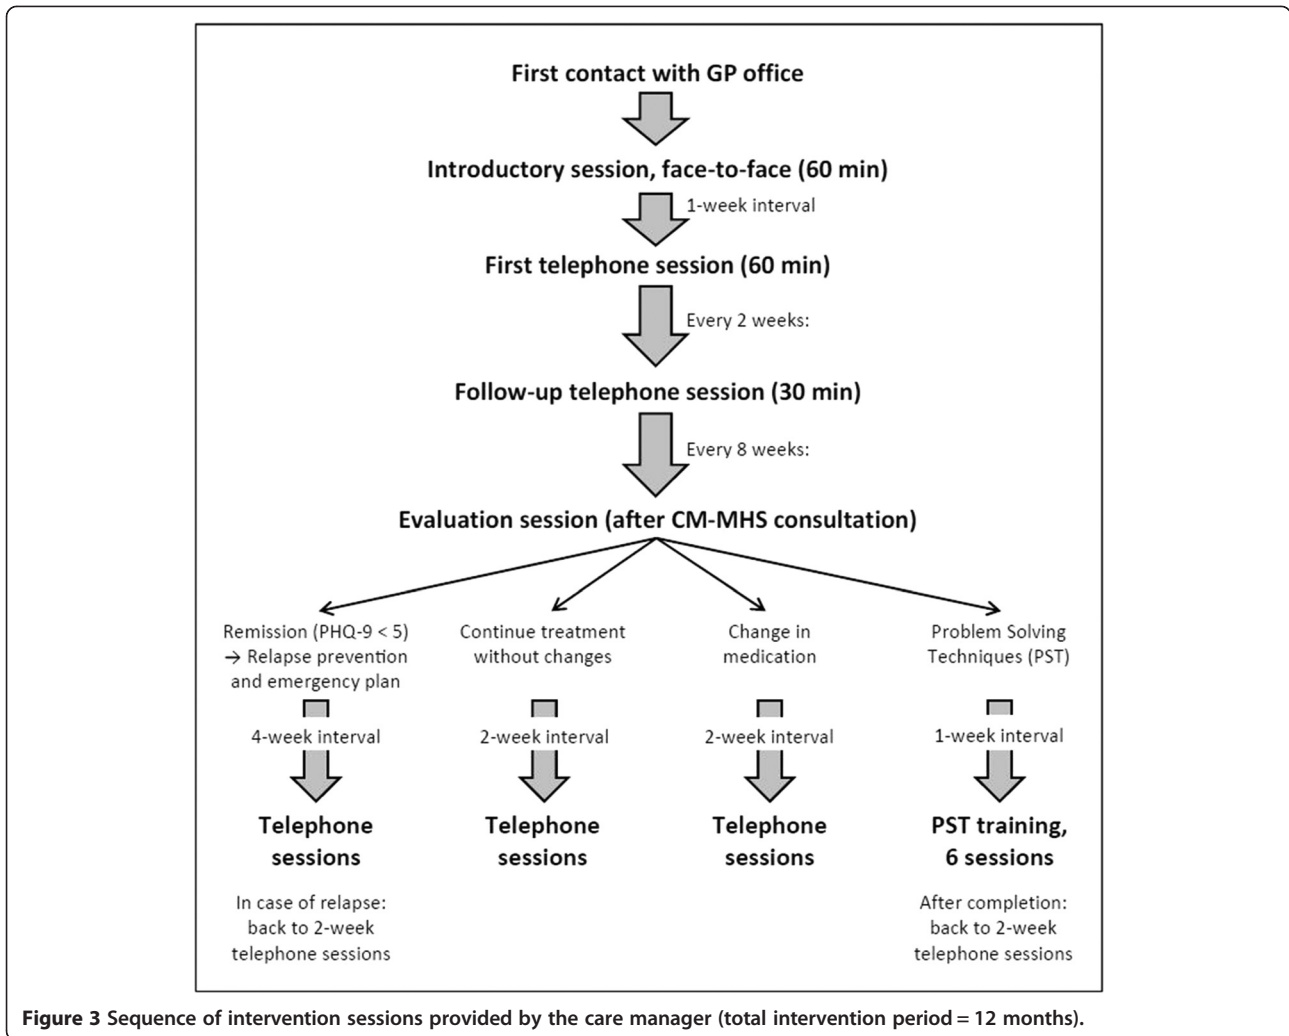 First contact with GP office
Introductory session, face-to-face (60 min)
1-week interval
First telephone session (60 min)
Every 2 weeks:
Follow-up telephone session (30 min)
Every 8 weeks:
Evaluation session (after CM-MHS consultation)
Remission (PHQ-9 < 5)
→ Relapse prevention
and emergency plan
4-week interval
Telephone
sessions
In case of relapse:
back to 2-week
telephone sessions
Continue treatment
without changes
2-week interval
Telephone
sessions
Change in
medication
2-week interval
Telephone
sessions
Problem Solving
Techniques (PST)
1-week interval
PST training,
6 sessions
After completion:
back to 2-week
telephone sessions
Figure 3 Sequence of intervention sessions provided by the care manager (total intervention period = 12 months).